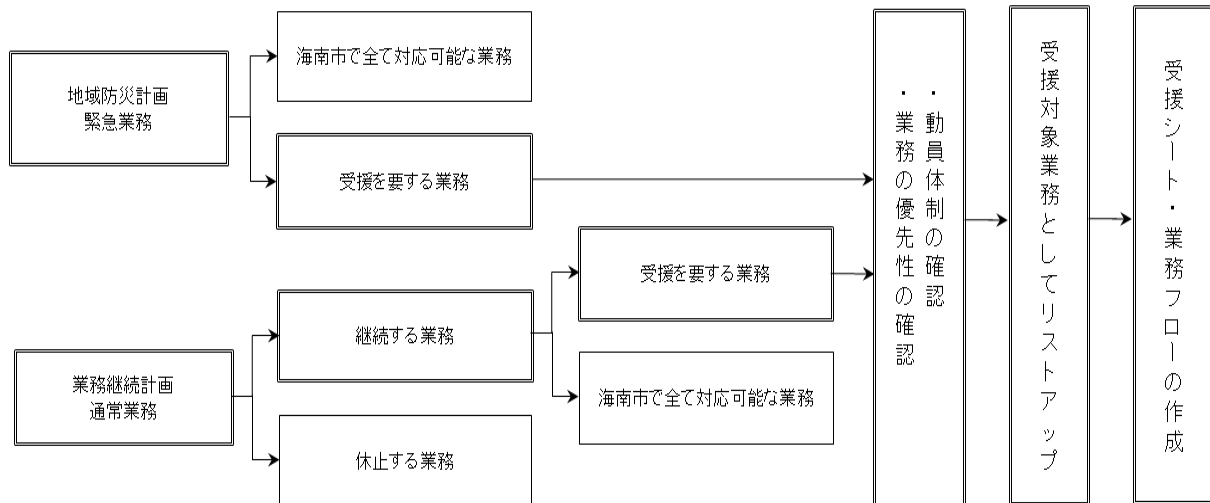 地域防災計画
緊急業務
海南市で全て対応可能な業務
受援を要する業務
業務継続計画
通常業務
継続する業務
休止する業務
受援を要する業務
海南市で全て対応可能な業務
・動員体制の確認
・業務の優先性の確認
受援対象業務としてリストアップ
受援シート・業務フローの作成